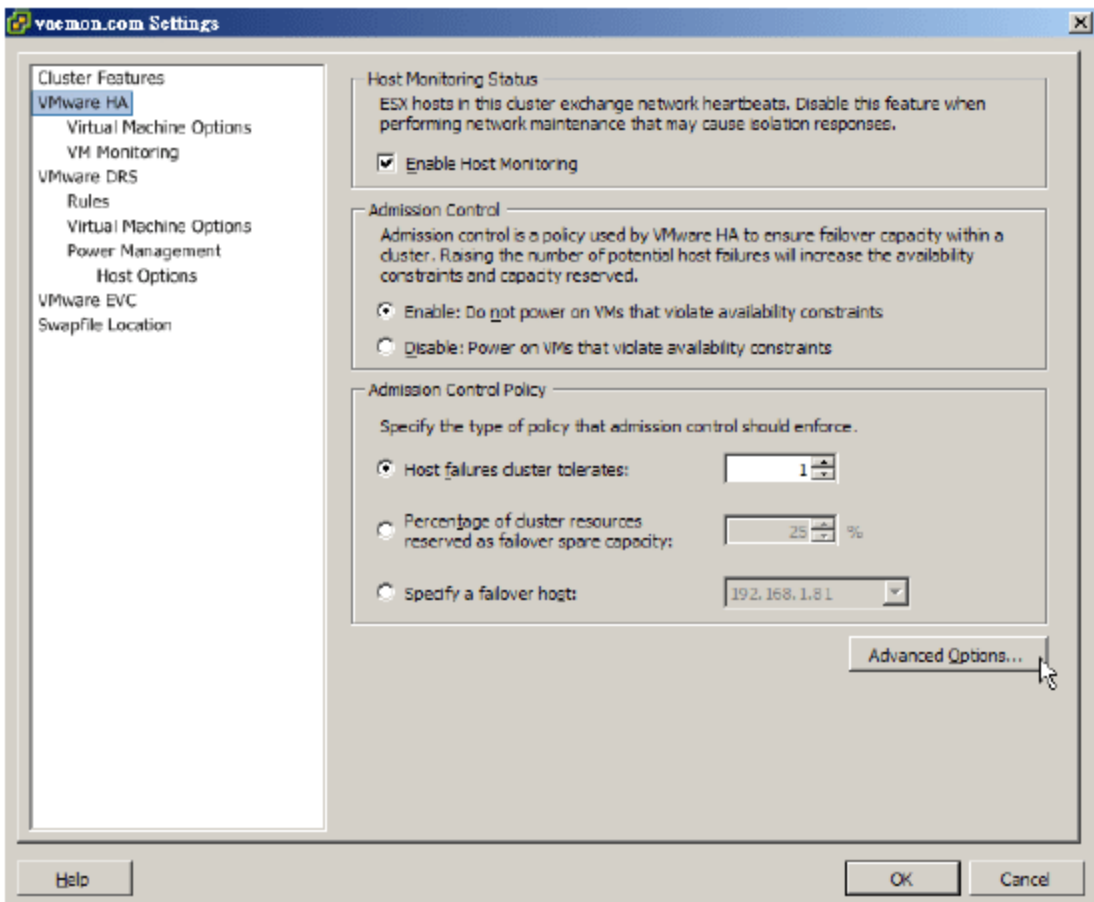 vaemon.com Settings
Cluster Features
VMware HA
Virtual Machine Options
VM Monitoring
VMware DRS
Rules
Virtual Machine Options
Power Management
Host Options
VMware EVC
Swapfile Location
Host Monitoring Status
ESX hosts in this cluster exchange network heartbeats. Disable this feature when
performing network maintenance that may cause isolation responses.
Enable Host Monitoring
Admission Control
Admission control is a policy used by VMware HA to ensure failover capacity within a
cluster. Raising the number of potential host failures will increase the availability
constraints and capacity reserved.
Enable: Do not power on VMs that violate availability constraints
Disable: Power on VMs that violate availability constraints
Admission Control Policy
Specify the type of policy that admission control should enforce.
Host failures cluster tolerates: 1
Percentage of cluster resources
reserved as failover spare capacity: 25 %
Specify a failover host: 192.168.1.81
Advanced Options...
Help OK Cancel